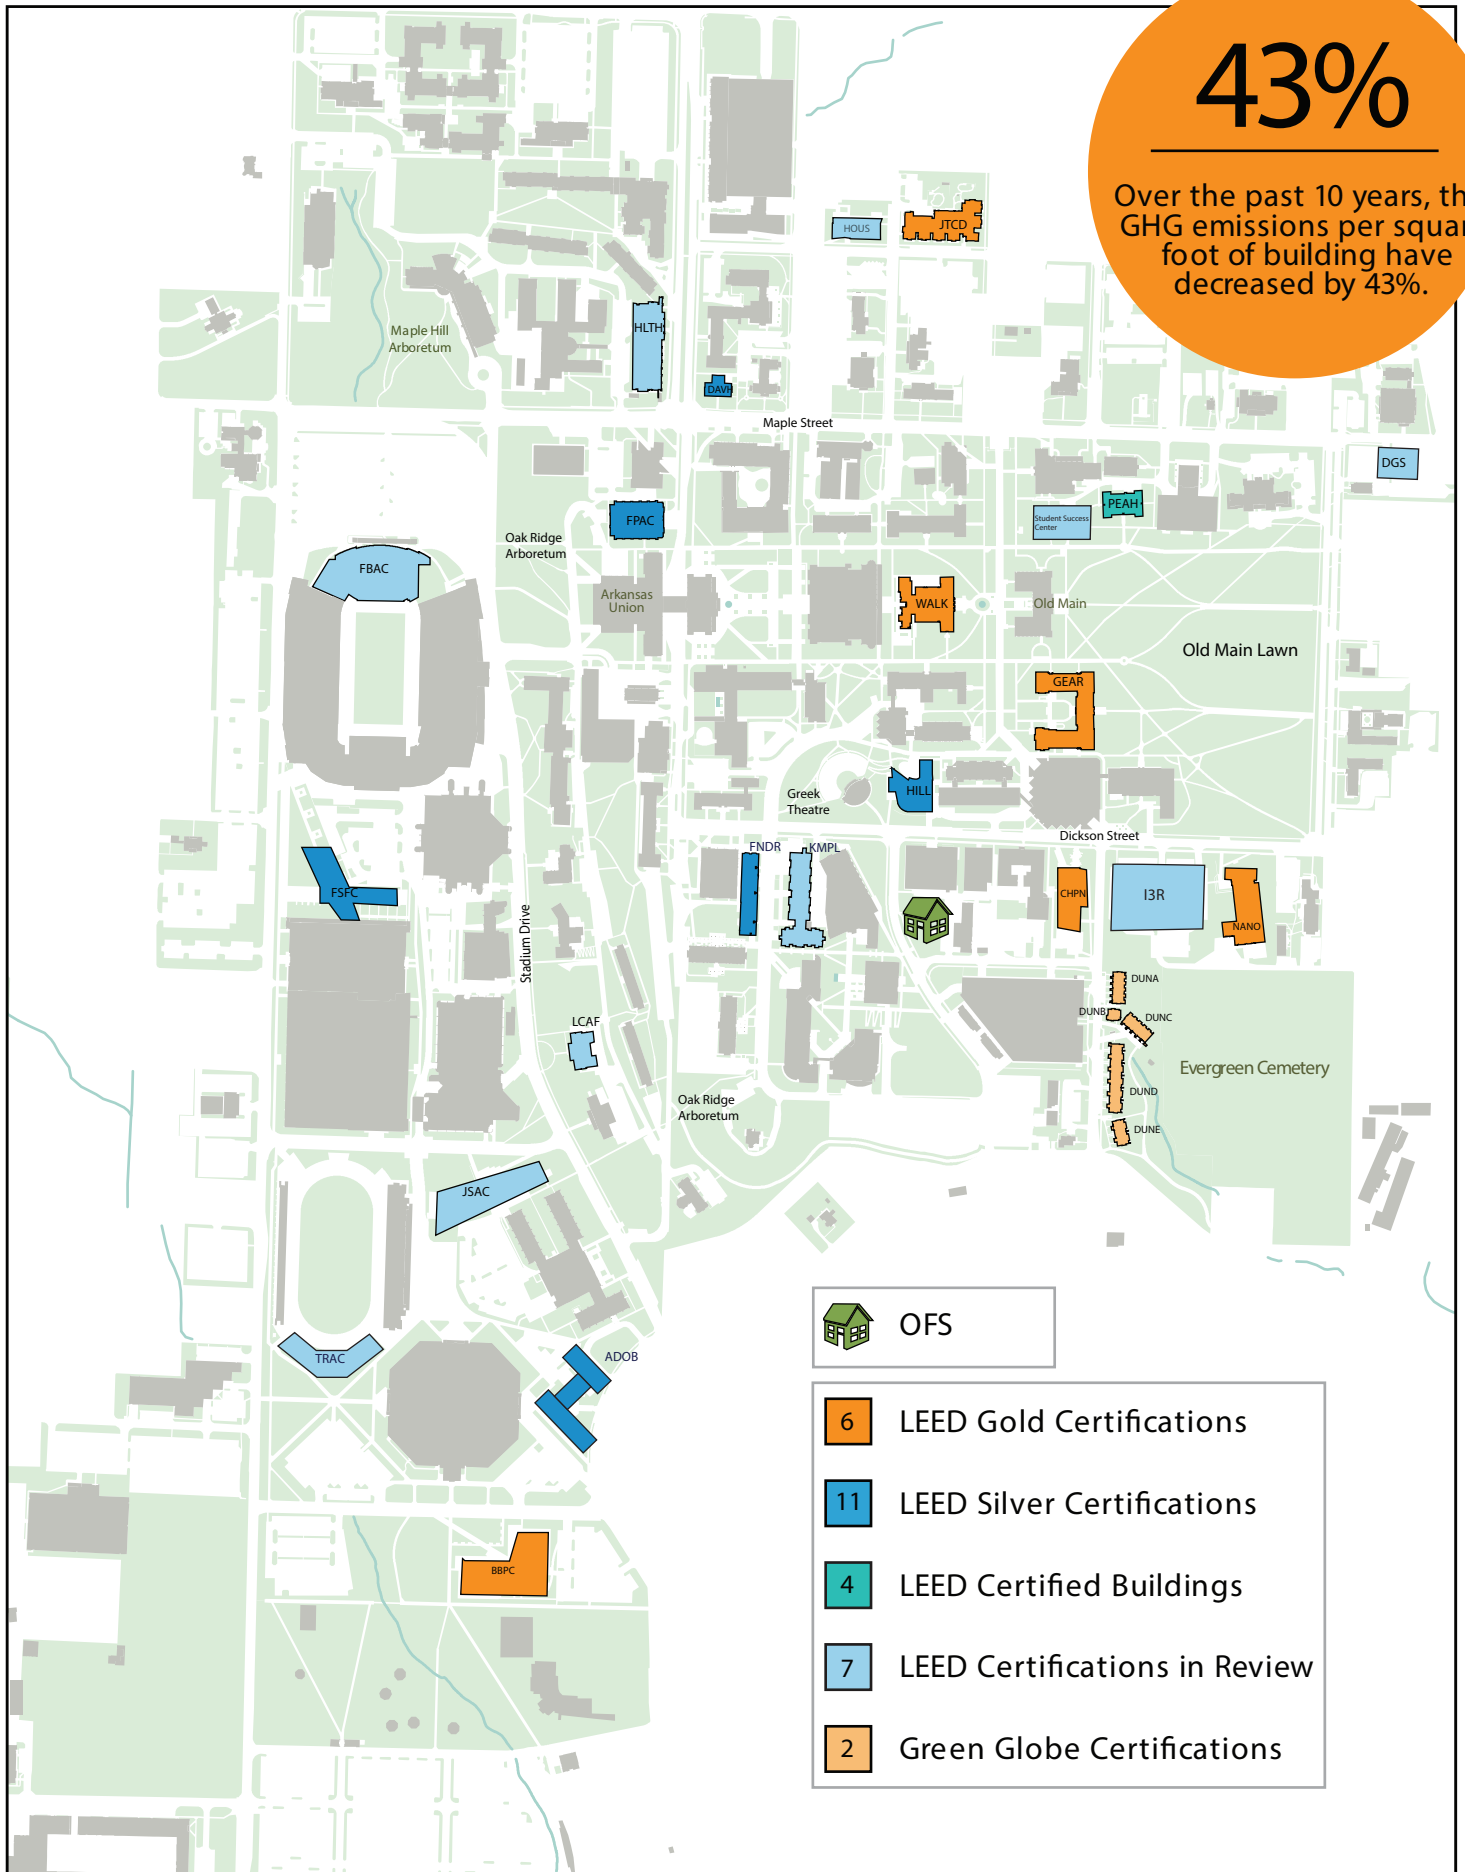 43%
Over the past 10 years, th
GHG emissions per squar
foot of building have
decreased by 43%.
HOUS
JTCD
HLTH
Maple Hill
Arboretum
DAVH
Maple Street
DGS
PEAH
FPAC
Student Success
Center
Oak Ridge
Arboretum
FBAC
Arkansas
Union
WALK
Old Main
Old Main Lawn
GEAR
HILL
Greek
Theatre
Dickson Street
FNDR
KMPL
FSFC
CHPN
I3R
NANO
Stadium Drive
DUNA
DUNB
DUNC
LCAF
Evergreen Cemetery
DUND
Oak Ridge
Arboretum
DUNE
JSAC
OFS
TRAC
ADOB
6 LEED Gold Certifications
11 LEED Silver Certifications
BBPC
4 LEED Certified Buildings
7 LEED Certifications in Review
2 Green Globe Certifications